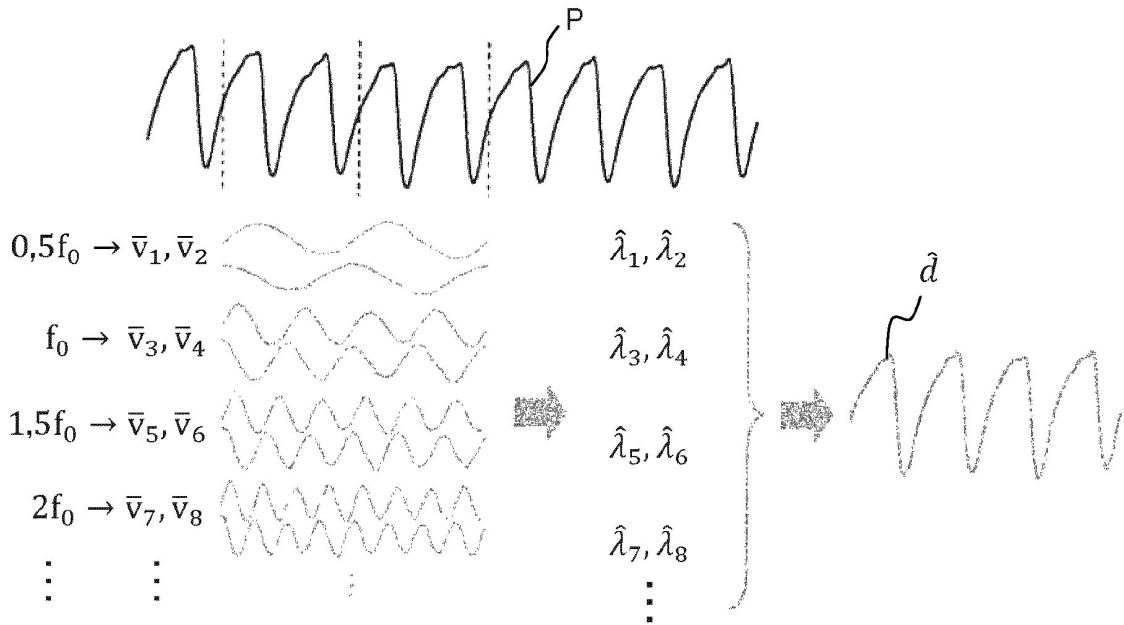 P
0,5f₀ → v̄₁, v̄₂
λ̂₁, λ̂₂
d̂
f₀ → v̄₃, v̄₄
λ̂₃, λ̂₄
1,5f₀ → v̄₅, v̄₆
λ̂₅, λ̂₆
2f₀ → v̄₇, v̄₈
λ̂₇, λ̂₈